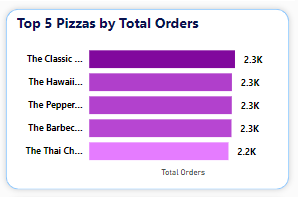 Top 5 Pizzas by Total Orders
The Classic ... 2.3K
The Hawaii... 2.3K
The Pepper... 2.3K
The Barbec... 2.3K
The Thai Ch... 2.2K
Total Orders